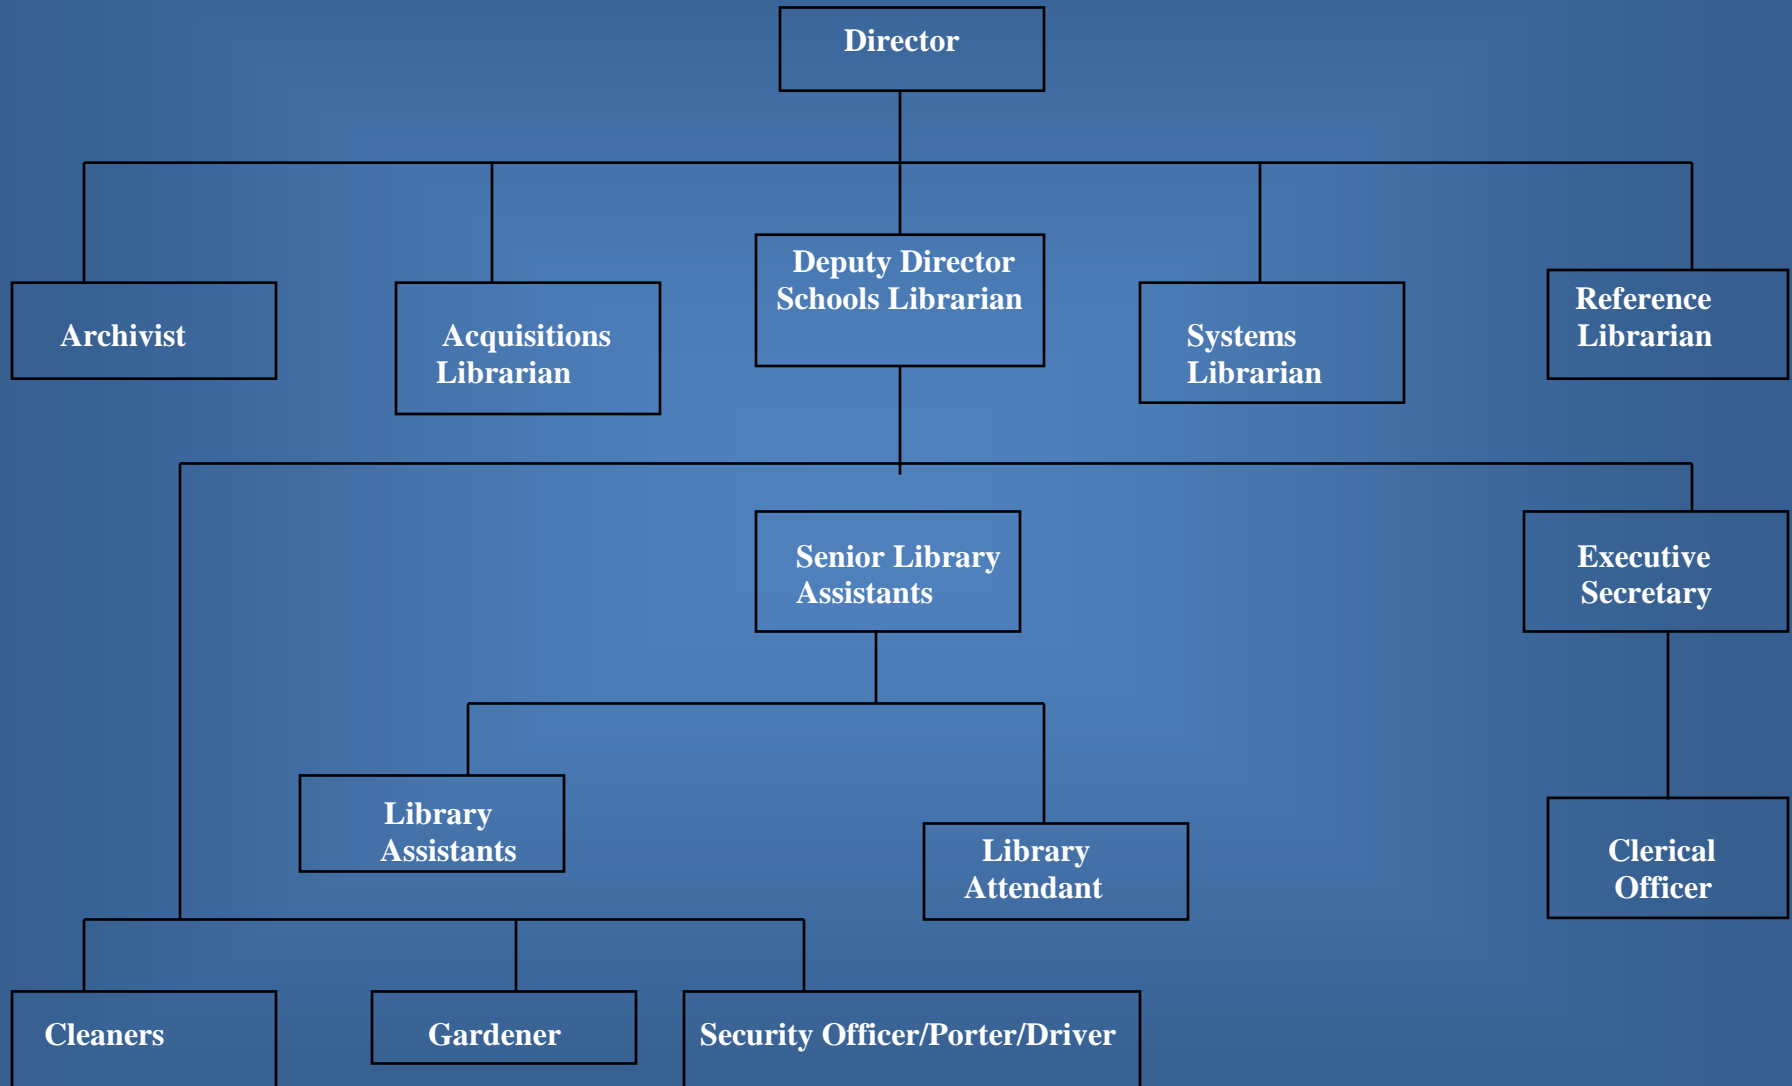 Director
Deputy Director
Schools Librarian
Archivist
Acquisitions
Librarian
Systems
Librarian
Reference
Librarian
Senior Library
Assistants
Executive
Secretary
Library
Assistants
Library
Attendant
Clerical
Officer
Cleaners
Gardener
Security Officer/Porter/Driver